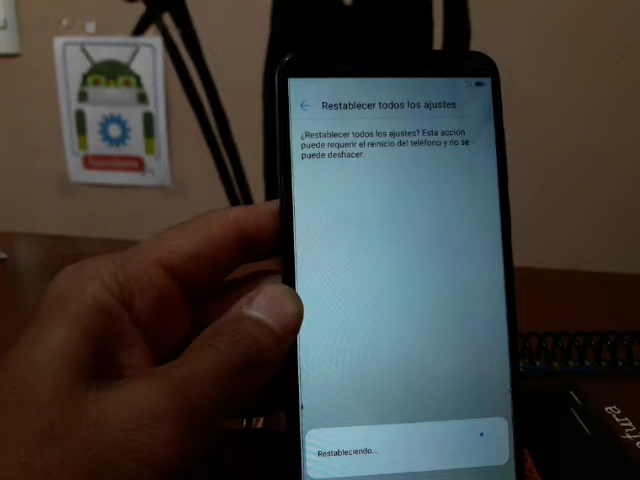 Restablecer todos los ajustes
¿Restablecer todos los ajustes? Esta acción
puede requerir el reinicio del teléfono y no se
puede deshacer.
Restableciendo...